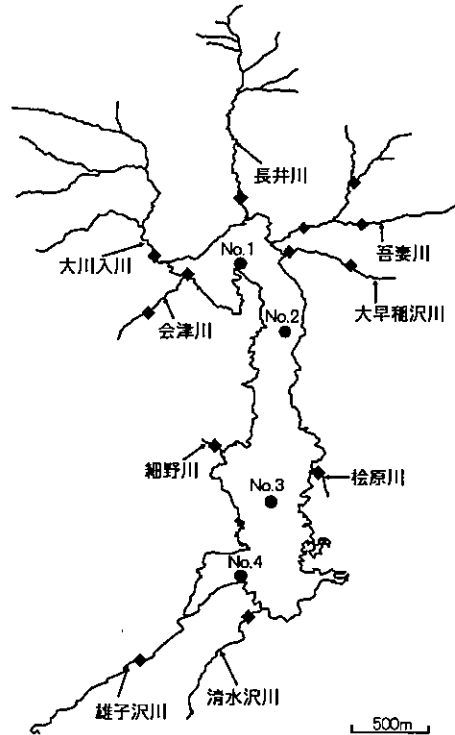 長井川
吾妻川
大川入川
No.1
大早稲沢川
会津川
No.2
細野川
桧原川
No.3
No.4
雄子沢川
清水沢川
500m